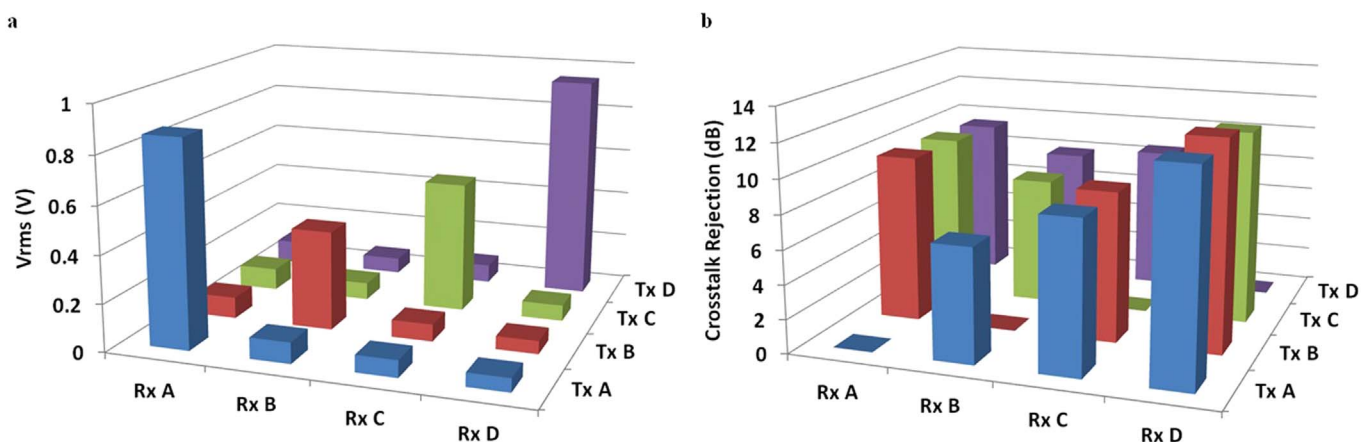 a
Vrms (V)
1
0.8
0.6
0.4
0.2
0
Rx A
Rx B
Rx C
Rx D
Tx A
Tx B
Tx C
Tx D
b
Crosstalk Rejection (dB)
14
12
10
8
6
4
2
0
Rx A
Rx B
Rx C
Rx D
Tx A
Tx B
Tx C
Tx D